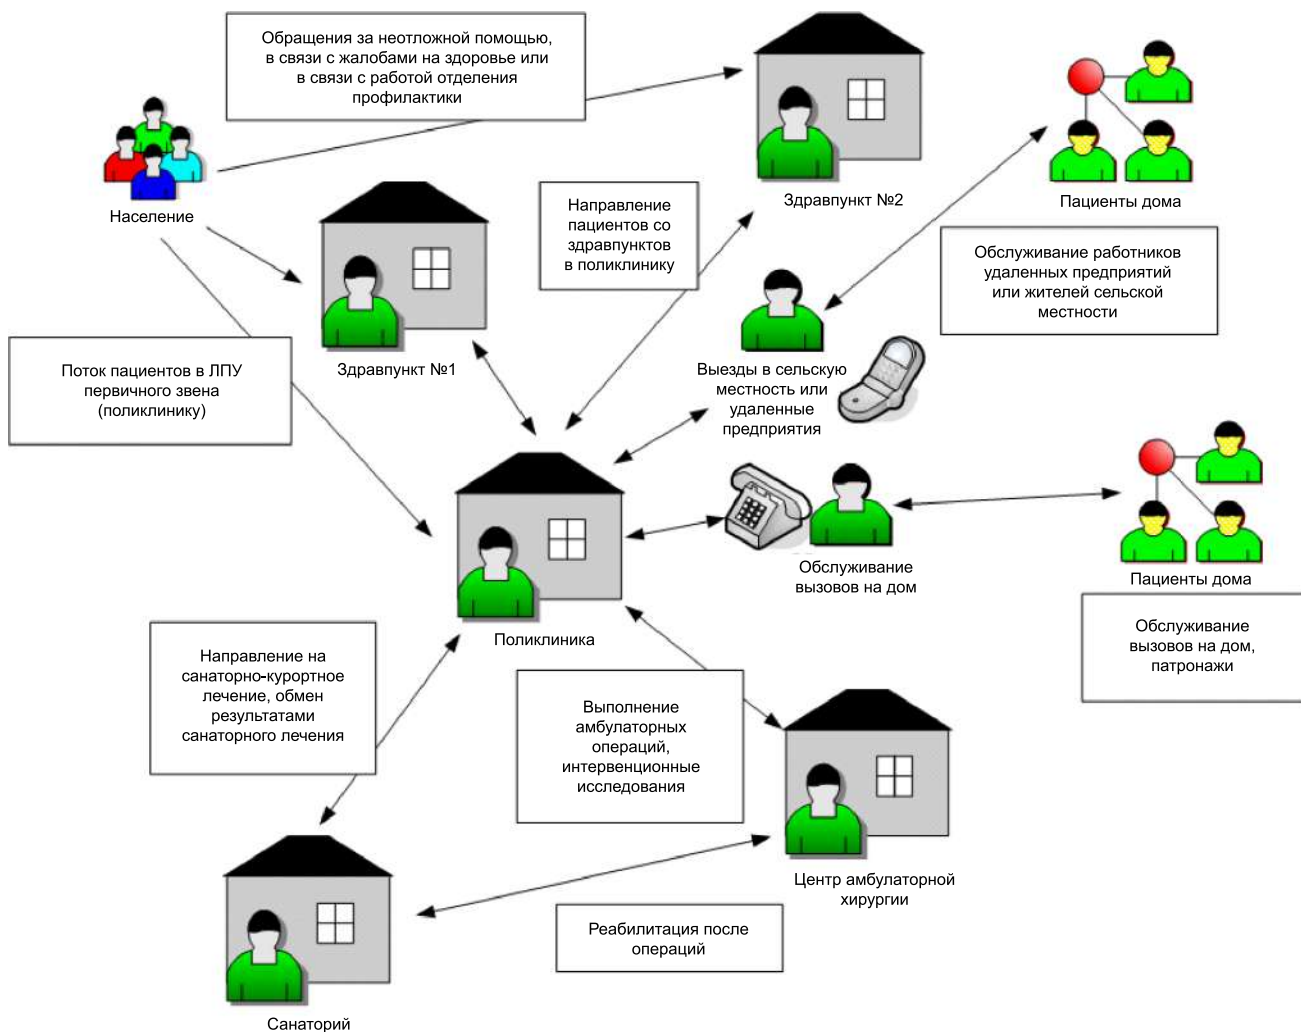 Обращения за неотложной помощью,
в связи с жалобами на здоровье или
в связи с работой отделения
профилактики
Население
Здравпункт №2
Пациенты дома
Направление
пациентов со
здравпунктов
в поликлинику
Обслуживание работников
удаленных предприятий
или жителей сельской
местности
Здравпункт №1
Поток пациентов в ЛПУ
первичного звена
(поликлинику)
Выезды в сельскую
местность или
удаленные
предприятия
Обслуживание
вызовов на дом
Пациенты дома
Обслуживание
вызовов на дом,
патронажи
Поликлиника
Направление на
санаторно-курортное
лечение, обмен
результатами
санаторного лечения
Выполнение
амбулаторных
операций,
интервенционные
исследования
Центр амбулаторной
хирургии
Реабилитация после
операций
Санаторий